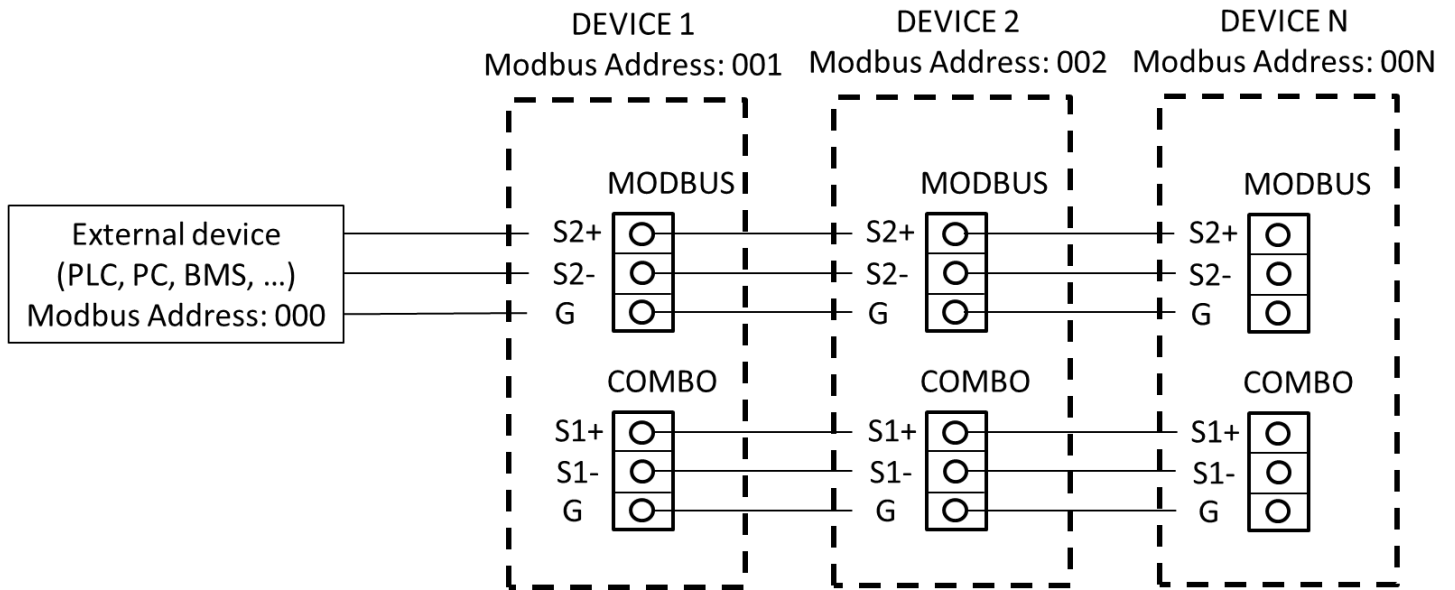 DEVICE 1
Modbus Address: 001
DEVICE 2
Modbus Address: 002
DEVICE N
Modbus Address: 00N
External device
(PLC, PC, BMS, ...)
Modbus Address: 000
MODBUS
S2+
S2-
G
COMBO
S1+
S1-
G
MODBUS
S2+
S2-
G
COMBO
S1+
S1-
G
MODBUS
S2+
S2-
G
COMBO
S1+
S1-
G